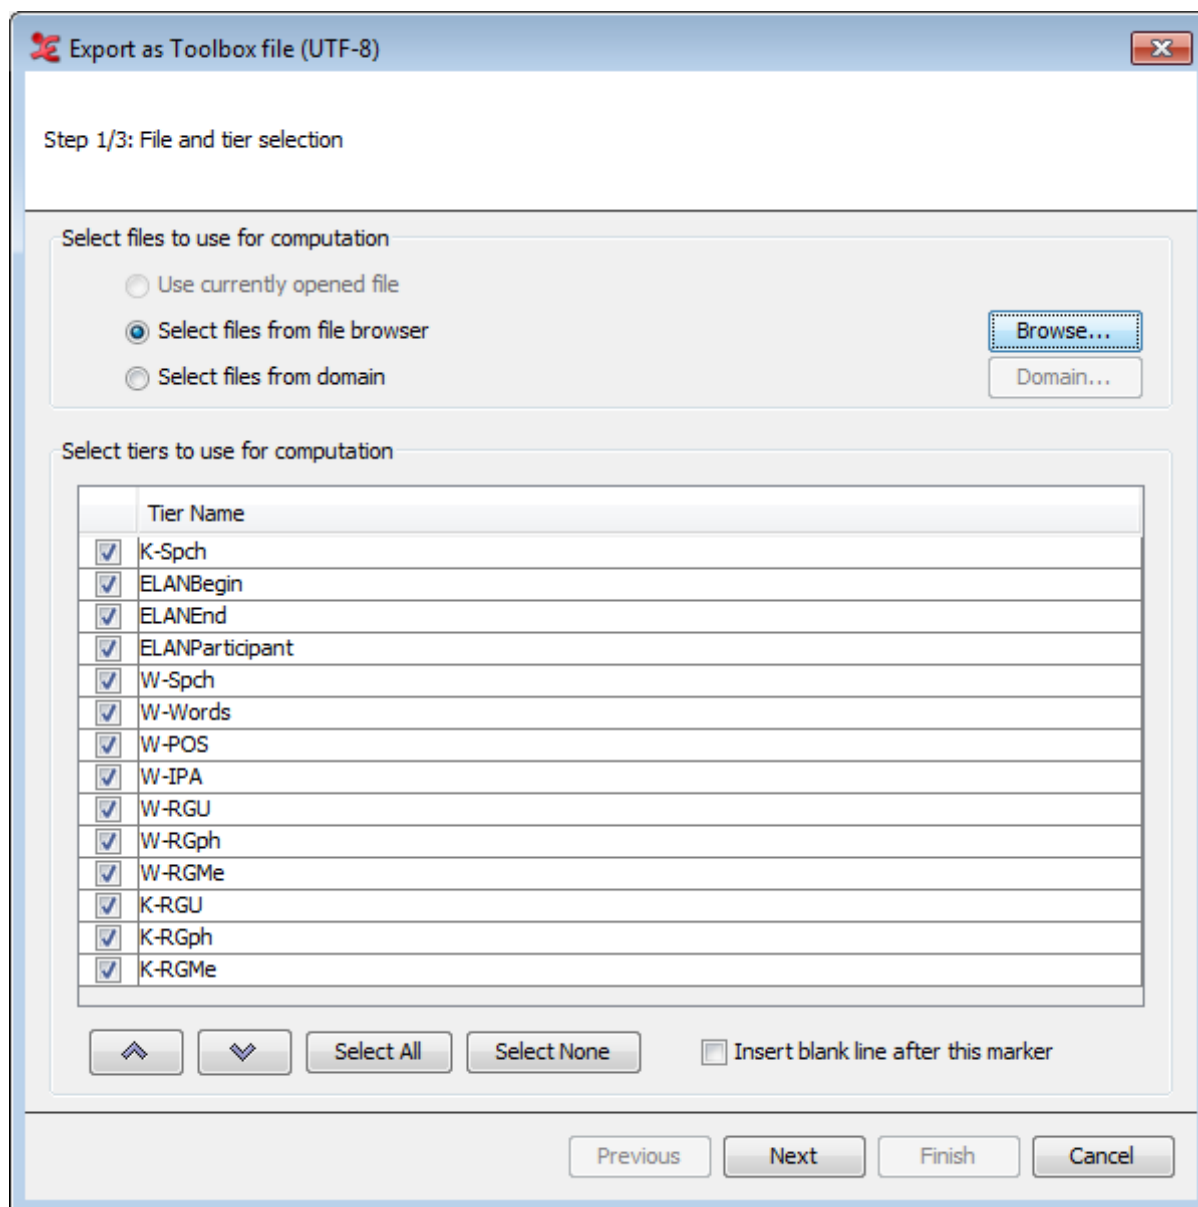 Export as Toolbox file (UTF-8)
Step 1/3: File and tier selection
Select files to use for computation
Use currently opened file
Select files from file browser
Browse...
Select files from domain
Domain...
Select tiers to use for computation
Tier Name
K-Spch
ELANBegin
ELANEnd
ELANParticipant
W-Spch
W-Words
W-POS
W-IPA
W-RGU
W-RGph
W-RGMe
K-RGU
K-RGph
K-RGMe
Select All Select None Insert blank line after this marker
Previous Next Finish Cancel